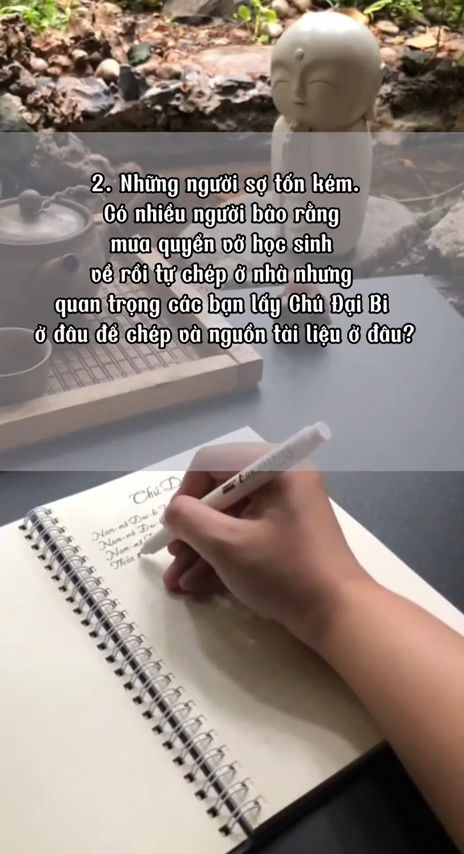 2. Những người sợ tốn kém.
Có nhiều người bảo rằng
mua quyển vở học sinh
về rồi tự chép ở nhà nhưng
quan trọng các bạn lấy Chú Đại Bi
ở đâu để chép và nguồn tài liệu ở đâu?
Chú Đ